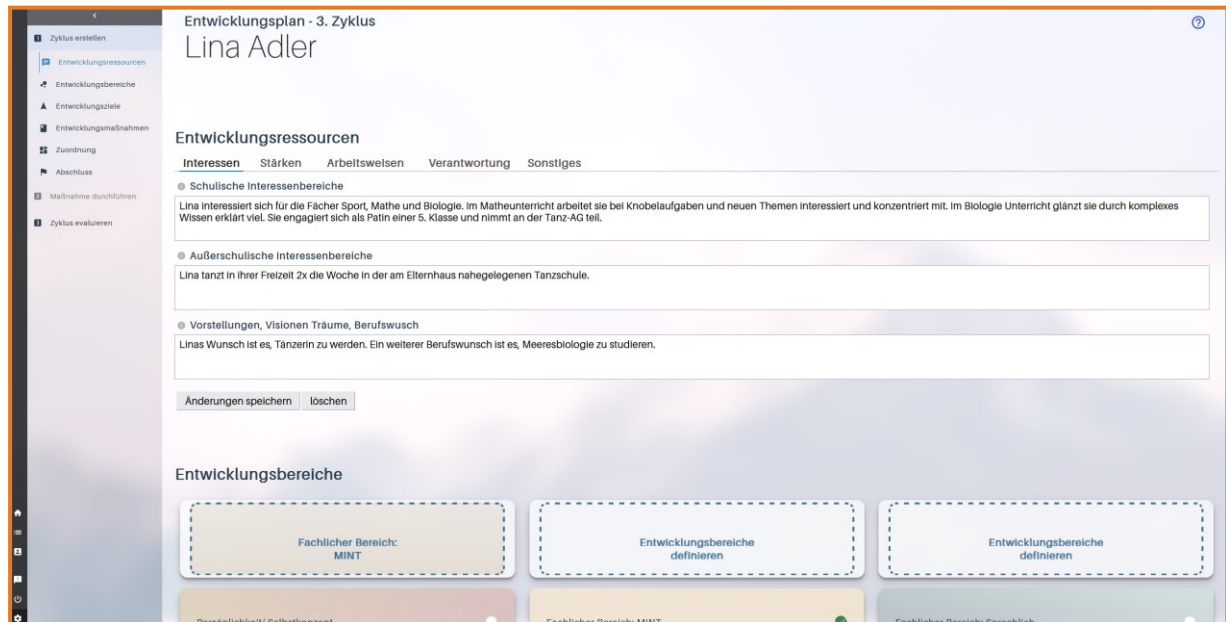 Zyklus erstellen
Entwicklungsressourcen
Entwicklungsbereiche
Entwicklungsziele
Entwicklungsmaßnahmen
Zuordnung
Abschluss
Maßnahme durchführen
Zyklus evaluieren
Entwicklungsplan - 3. Zyklus
Lina Adler
Entwicklungsressourcen
Interessen Stärken Arbeitsweisen Verantwortung Sonstiges
Schulische Interessenbereiche
Lina interessiert sich für die Fächer Sport, Mathe und Biologie. Im Matheunterricht arbeitet sie bei Knobelaufgaben und neuen Themen interessiert und konzentriert mit. Im Biologie Unterricht glänzt sie durch komplexes
Wissen erklärt viel. Sie engagiert sich als Patin einer 5. Klasse und nimmt an der Tanz-AG teil.
Außerschulische Interessenbereiche
Lina tanzt in ihrer Freizeit 2x die Woche in der am Elternhaus nahegelegenen Tanzschule.
Vorstellungen, Visionen Träume, Berufswusch
Linas Wunsch ist es, Tänzerin zu werden. Ein weiterer Berufswunsch ist es, Meeresbiologie zu studieren.
Änderungen speichern löschen
Entwicklungsbereiche
Fachlicher Bereich:
MINT
Entwicklungsbereiche
definieren
Entwicklungsbereiche
definieren
Persönlichkeit/ Selbstkonzept
Fachlicher Bereich: MINT
Fachlicher Bereich: Sprachlich